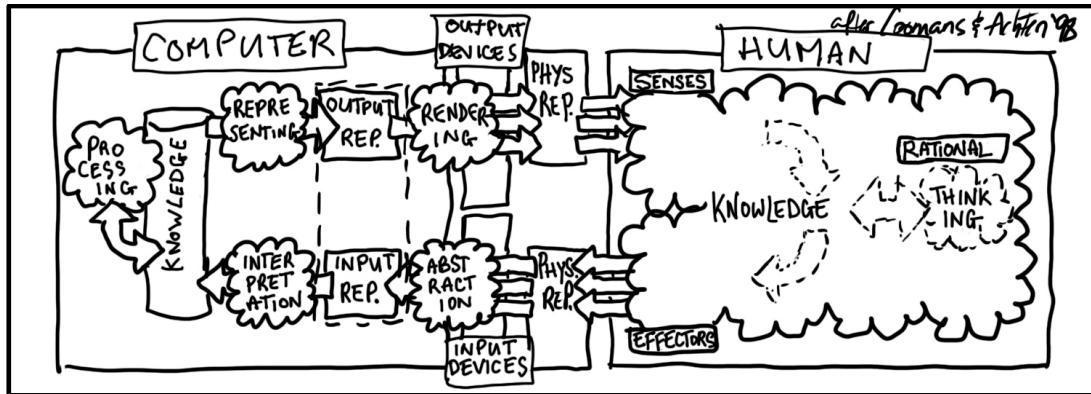 after Coomans & Achten '98
COMPUTER
OUTPUT
DEVICES
HUMAN
PHYS
REP.
SENSES
REPRE
SENTING
OUTPUT
REP.
RENDER
ING
PRO
CESS
ING
KNOWLEDGE
RATIONAL
THINK
ING
KNOWLEDGE
INTER
PRET
ATION
INPUT
REP.
ABST
RACT
ION
PHYS
REP.
EFFECTORS
INPUT
DEVICES